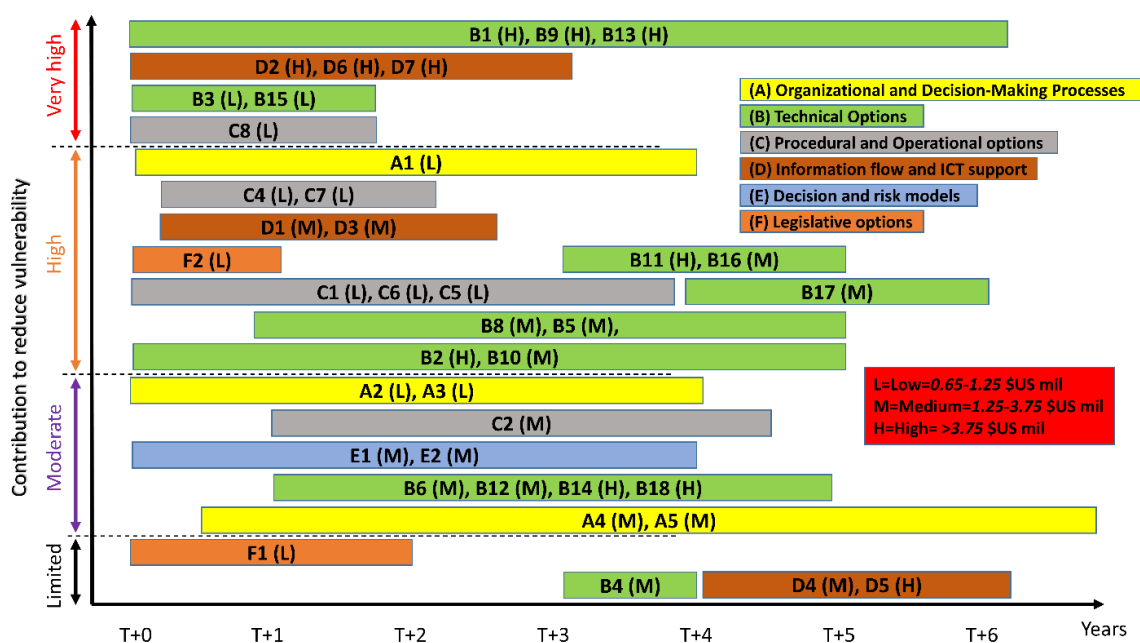 Contribution to reduce vulnerability
Very high
High
Moderate
Limited
B1 (H), B9 (H), B13 (H)
D2 (H), D6 (H), D7 (H)
B3 (L), B15 (L)
C8 (L)
A1 (L)
C4 (L), C7 (L)
D1 (M), D3 (M)
F2 (L)
B11 (H), B16 (M)
C1 (L), C6 (L), C5 (L)
B17 (M)
B8 (M), B5 (M),
B2 (H), B10 (M)
A2 (L), A3 (L)
C2 (M)
E1 (M), E2 (M)
B6 (M), B12 (M), B14 (H), B18 (H)
A4 (M), A5 (M)
F1 (L)
B4 (M)
D4 (M), D5 (H)
(A) Organizational and Decision-Making Processes
(B) Technical Options
(C) Procedural and Operational options
(D) Information flow and ICT support
(E) Decision and risk models
(F) Legislative options
L=Low=0.65-1.25 $US mil
M=Medium=1.25-3.75 $US mil
H=High= >3.75 $US mil
T+0 T+1 T+2 T+3 T+4 T+5 T+6 Years